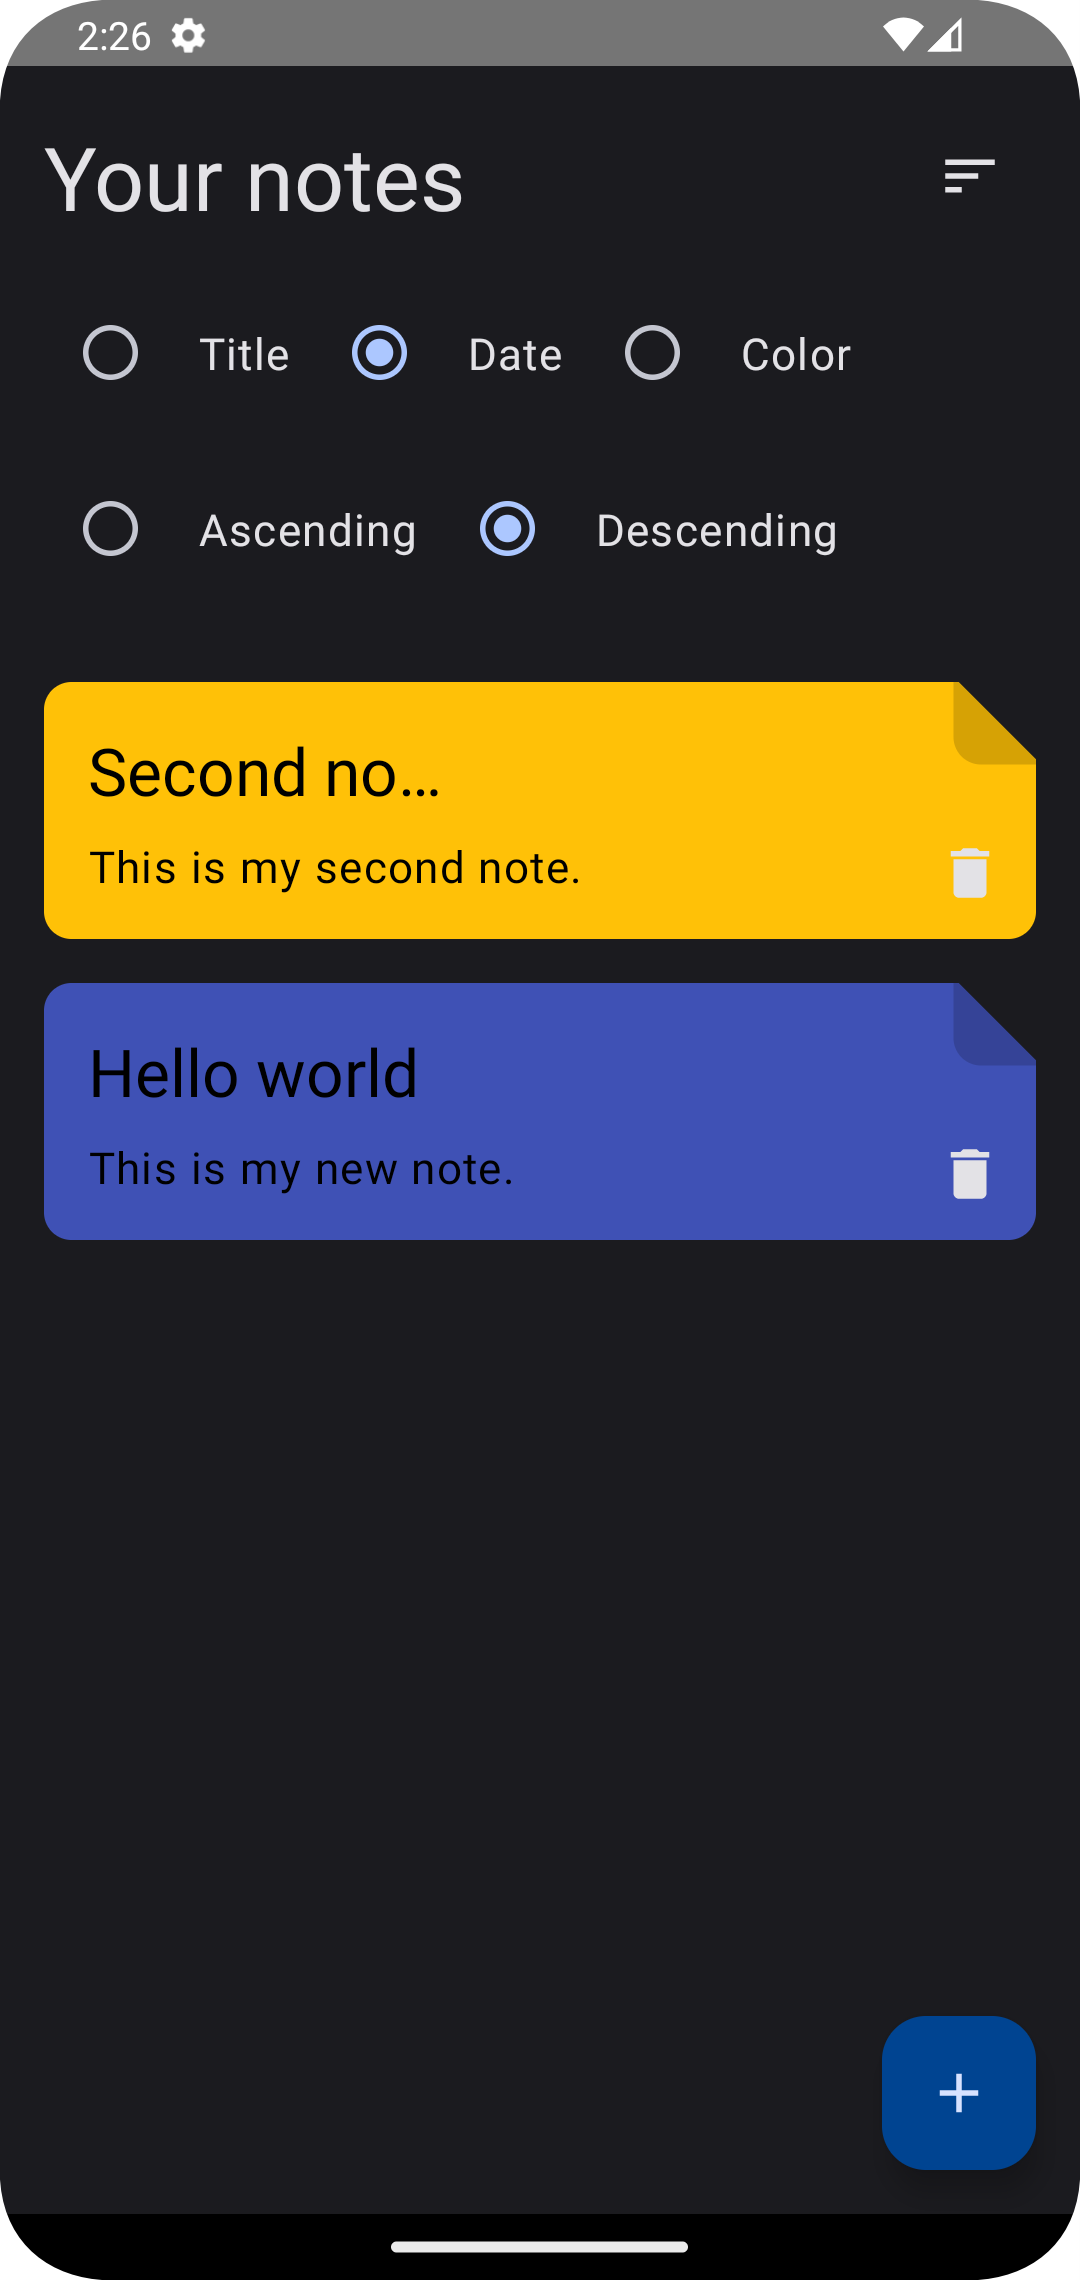 2:26
Your notes
Title Date Color
Ascending Descending
Second no…
This is my second note.
Hello world
This is my new note.